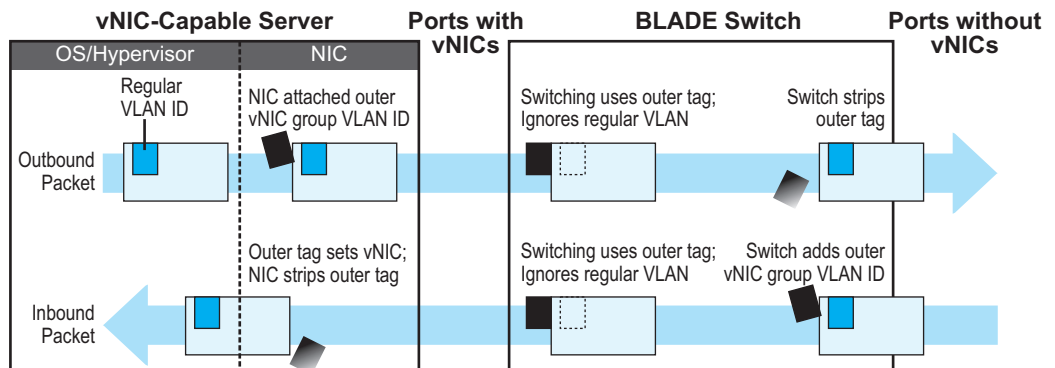 vNIC-Capable Server
Ports with
vNICs
BLADE Switch
Ports without
vNICs
OS/Hypervisor
NIC
Regular
VLAN ID
NIC attached outer
vNIC group VLAN ID
Switching uses outer tag;
Ignores regular VLAN
Switch strips
outer tag
Outbound
Packet
Outer tag sets vNIC;
NIC strips outer tag
Switching uses outer tag;
Ignores regular VLAN
Switch adds outer
vNIC group VLAN ID
Inbound
Packet